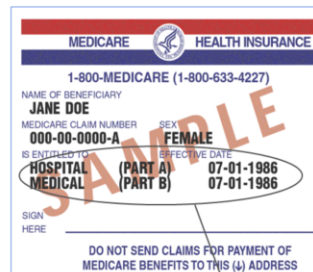 MEDICARE HEALTH INSURANCE
1-800-MEDICARE (1-800-633-4227)
NAME OF BENEFICIARY
JANE DOE
MEDICARE CLAIM NUMBER SEX
000-00-0000-A FEMALE
IS ENTITLED TO EFFECTIVE DATE
HOSPITAL (PART A) 07-01-1986
MEDICAL (PART B) 07-01-1986
SAMPLE
SIGN
HERE
DO NOT SEND CLAIMS FOR PAYMENT OF
MEDICARE BENEFITS TO THIS (↓) ADDRESS